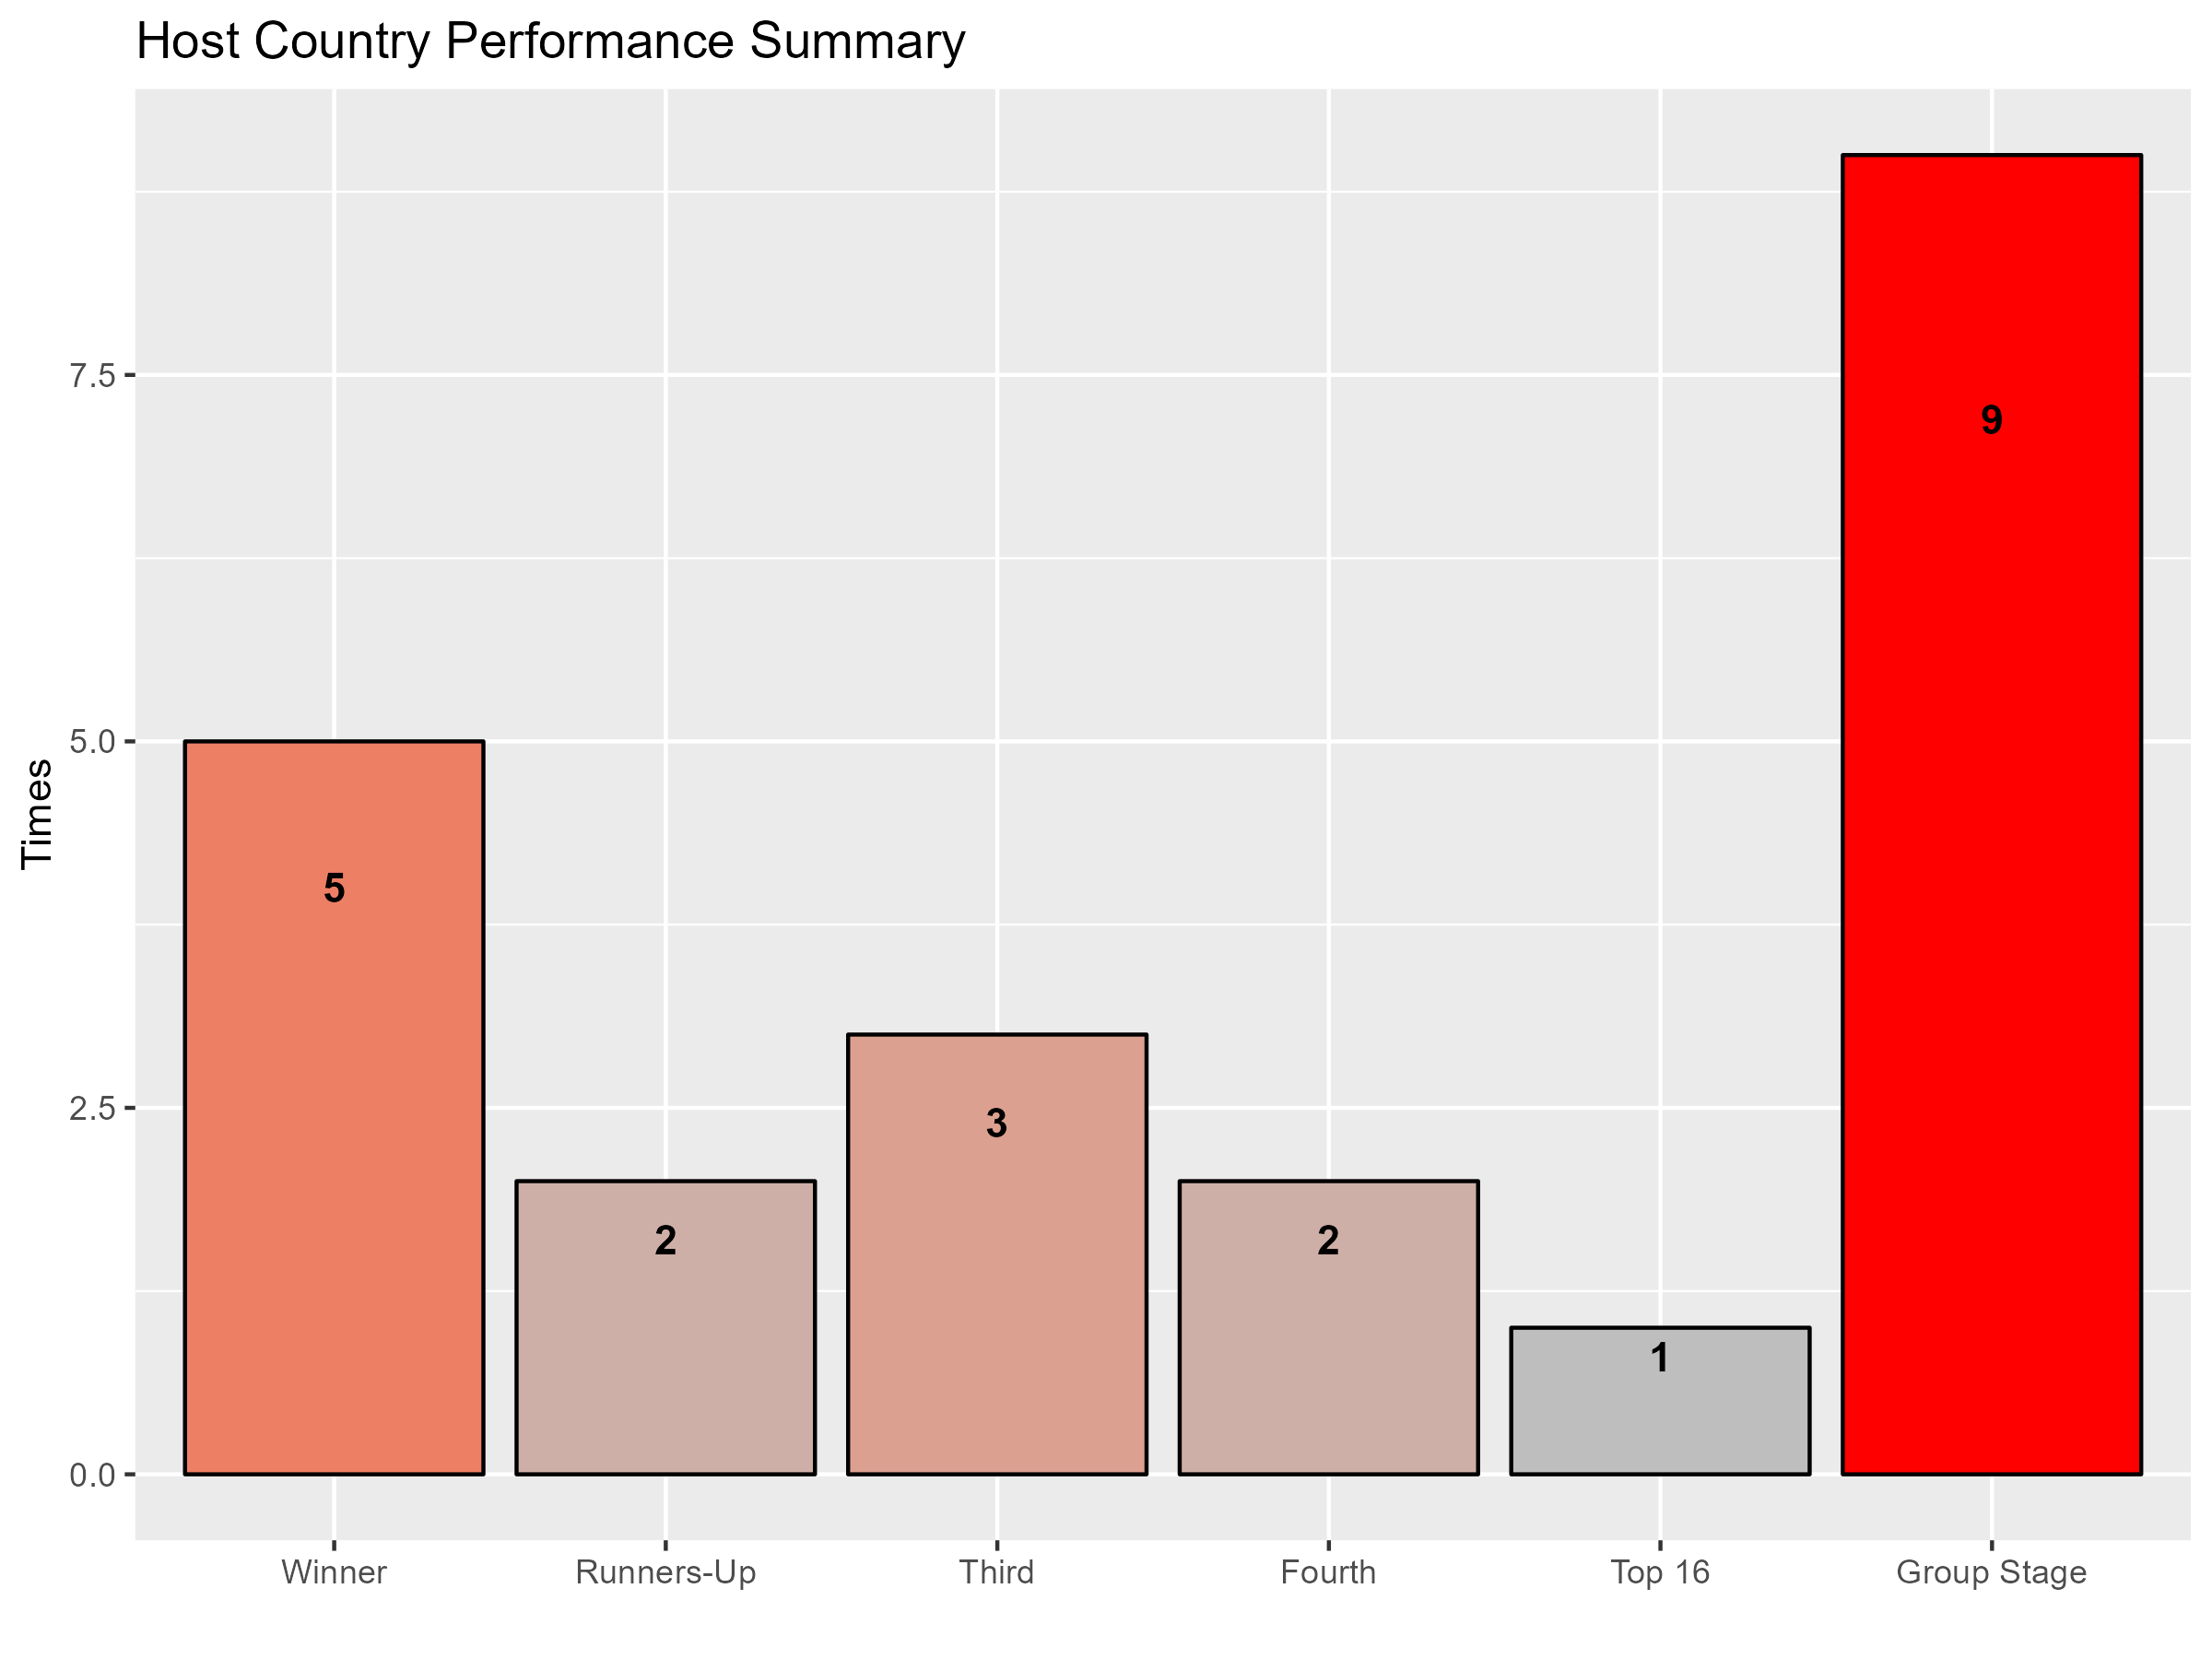 Host Country Performance Summary
Times
7.5
5.0
2.5
0.0
5
2
3
2
1
9
Winner
Runners-Up
Third
Fourth
Top 16
Group Stage